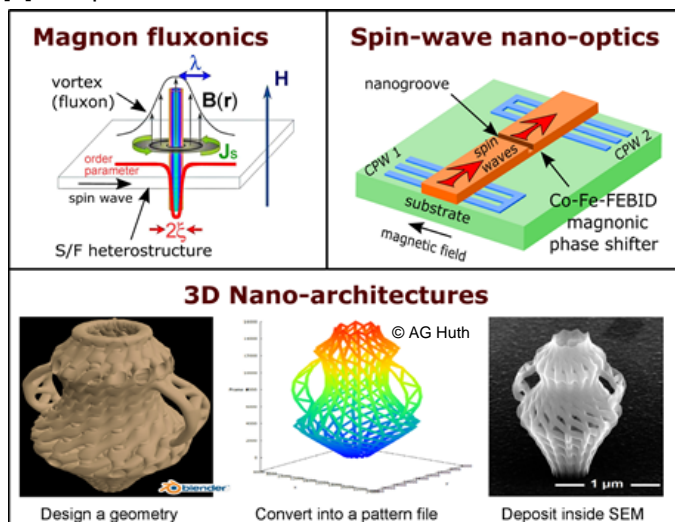 Magnon fluxonics
λ
vortex
(fluxon)
B(r)
H
Js
order
parameter
spin wave
2ξ
S/F heterostructure
Spin-wave nano-optics
nanogroove
CPW 1
spin
waves
CPW 2
substrate
Co-Fe-FEBID
magnonic
phase shifter
magnetic field
3D Nano-architectures
© AG Huth
blender
1 µm
Design a geometry
Convert into a pattern file
Deposit inside SEM